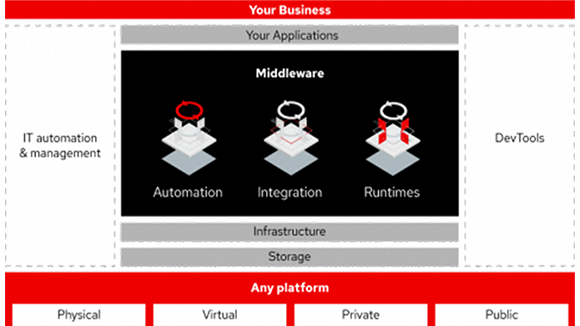 Your Business
Your Applications
Middleware
IT automation
& management
DevTools
Automation
Integration
Runtimes
Infrastructure
Storage
Any platform
Physical
Virtual
Private
Public